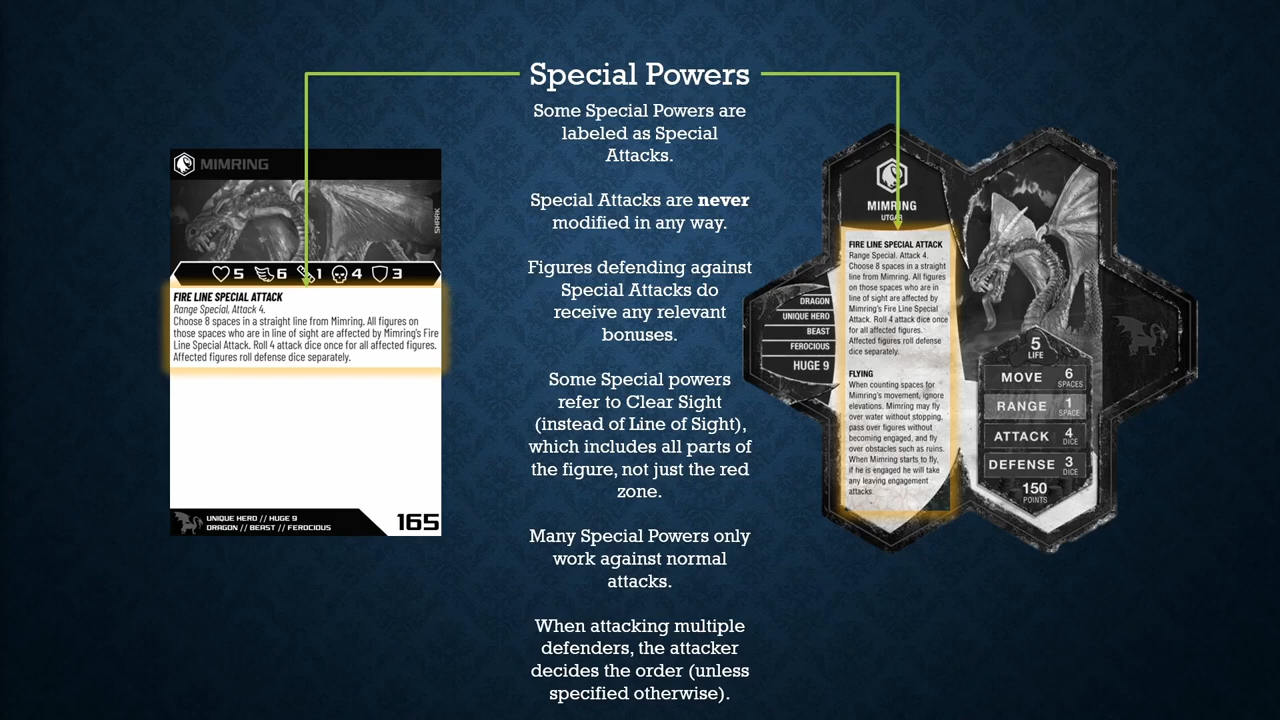 Special Powers
Some Special Powers are
labeled as Special
Attacks.
Special Attacks are never
modified in any way.
Figures defending against
Special Attacks do
receive any relevant
bonuses.
Some Special powers
refer to Clear Sight
(instead of Line of Sight),
which includes all parts of
the figure, not just the red
zone.
Many Special Powers only
work against normal
attacks.
When attacking multiple
defenders, the attacker
decides the order (unless
specified otherwise).
MIMRING
SHARK
5 6 1 4 3
FIRE LINE SPECIAL ATTACK
Range Special, Attack 4.
Choose 8 spaces in a straight line from Mimring. All figures on
those spaces who are in line of sight are affected by Mimring's Fire
Line Special Attack. Roll 4 attack dice once for all affected figures.
Affected figures roll defense dice separately.
UNIQUE HERO // HUGE 9
DRAGON // BEAST // FEROCIOUS
165
MIMRING
UTGAR
FIRE LINE SPECIAL ATTACK
Range Special. Attack 4.
Choose 8 spaces in a straight
line from Mimring. All figures
on those spaces who are in
line of sight are affected by
Mimring's Fire Line Special
Attack. Roll 4 attack dice once
for all affected figures.
Affected figures roll defense
dice separately.
FLYING
When counting spaces for
Mimring's movement, ignore
elevations. Mimring may fly
over water without stopping,
pass over figures without
becoming engaged, and fly
over obstacles such as ruins.
When Mimring starts to fly,
if he is engaged he will take
any leaving engagement
attacks.
DRAGON
UNIQUE HERO
BEAST
FEROCIOUS
HUGE 9
5
LIFE
MOVE 6
SPACES
RANGE 1
SPACE
ATTACK 4
DICE
DEFENSE 3
DICE
150
POINTS